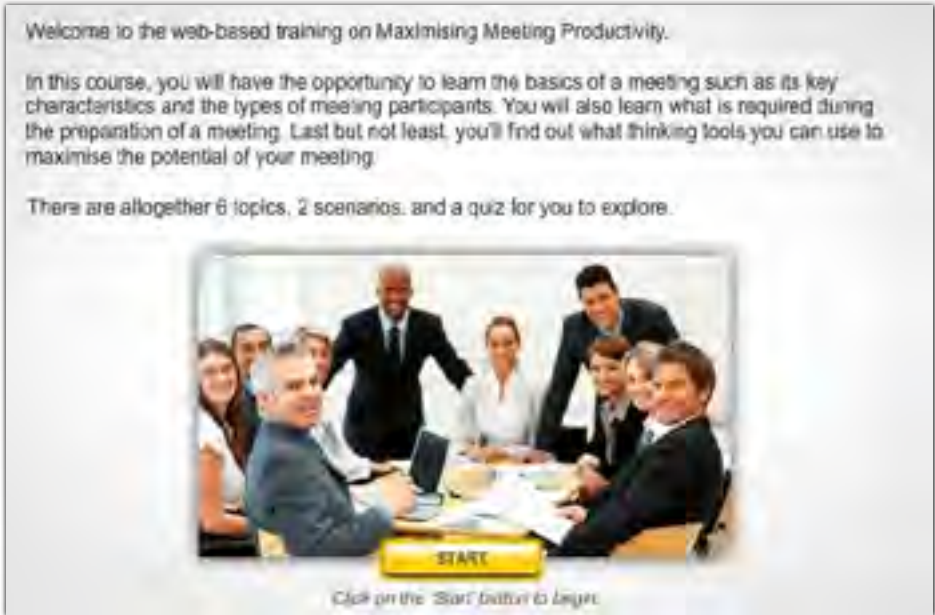 Welcome to the web-based training on Maximising Meeting Productivity.
In this course, you will have the opportunity to learn the basics of a meeting such as its key
characteristics and the types of meeting participants. You will also learn what is required during
the preparation of a meeting. Last but not least, you'll find out what thinking tools you can use to
maximise the potential of your meeting.
There are altogether 6 topics, 2 scenarios, and a quiz for you to explore.
START
Click on the 'Start' button to begin.